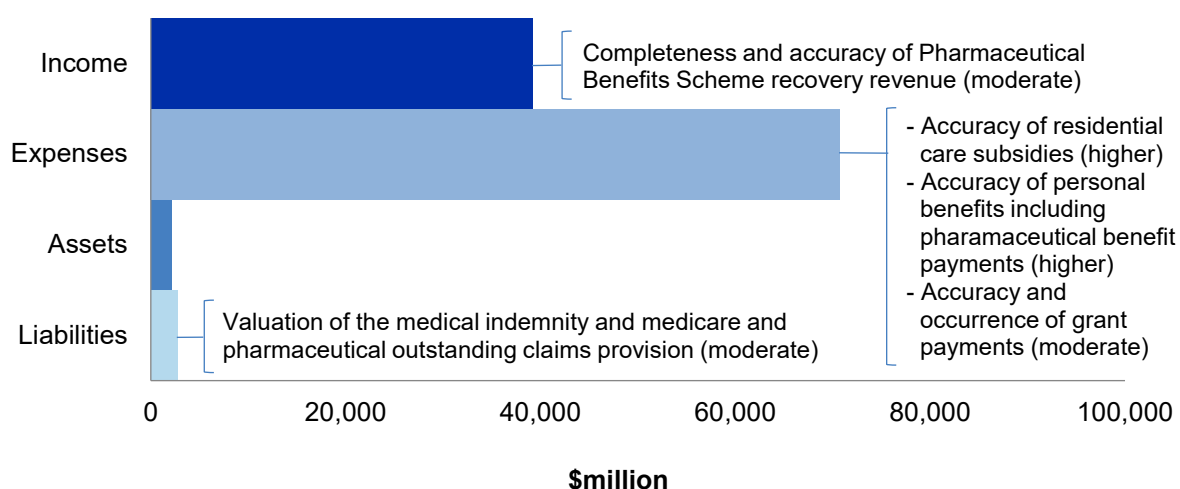 Income
Completeness and accuracy of Pharmaceutical
Benefits Scheme recovery revenue (moderate)
Expenses
- Accuracy of residential
care subsidies (higher)
- Accuracy of personal
benefits including
pharamaceutical benefit
payments (higher)
- Accuracy and
occurrence of grant
payments (moderate)
Assets
Liabilities
Valuation of the medical indemnity and medicare and
pharmaceutical outstanding claims provision (moderate)
0 20,000 40,000 60,000 80,000 100,000
$million